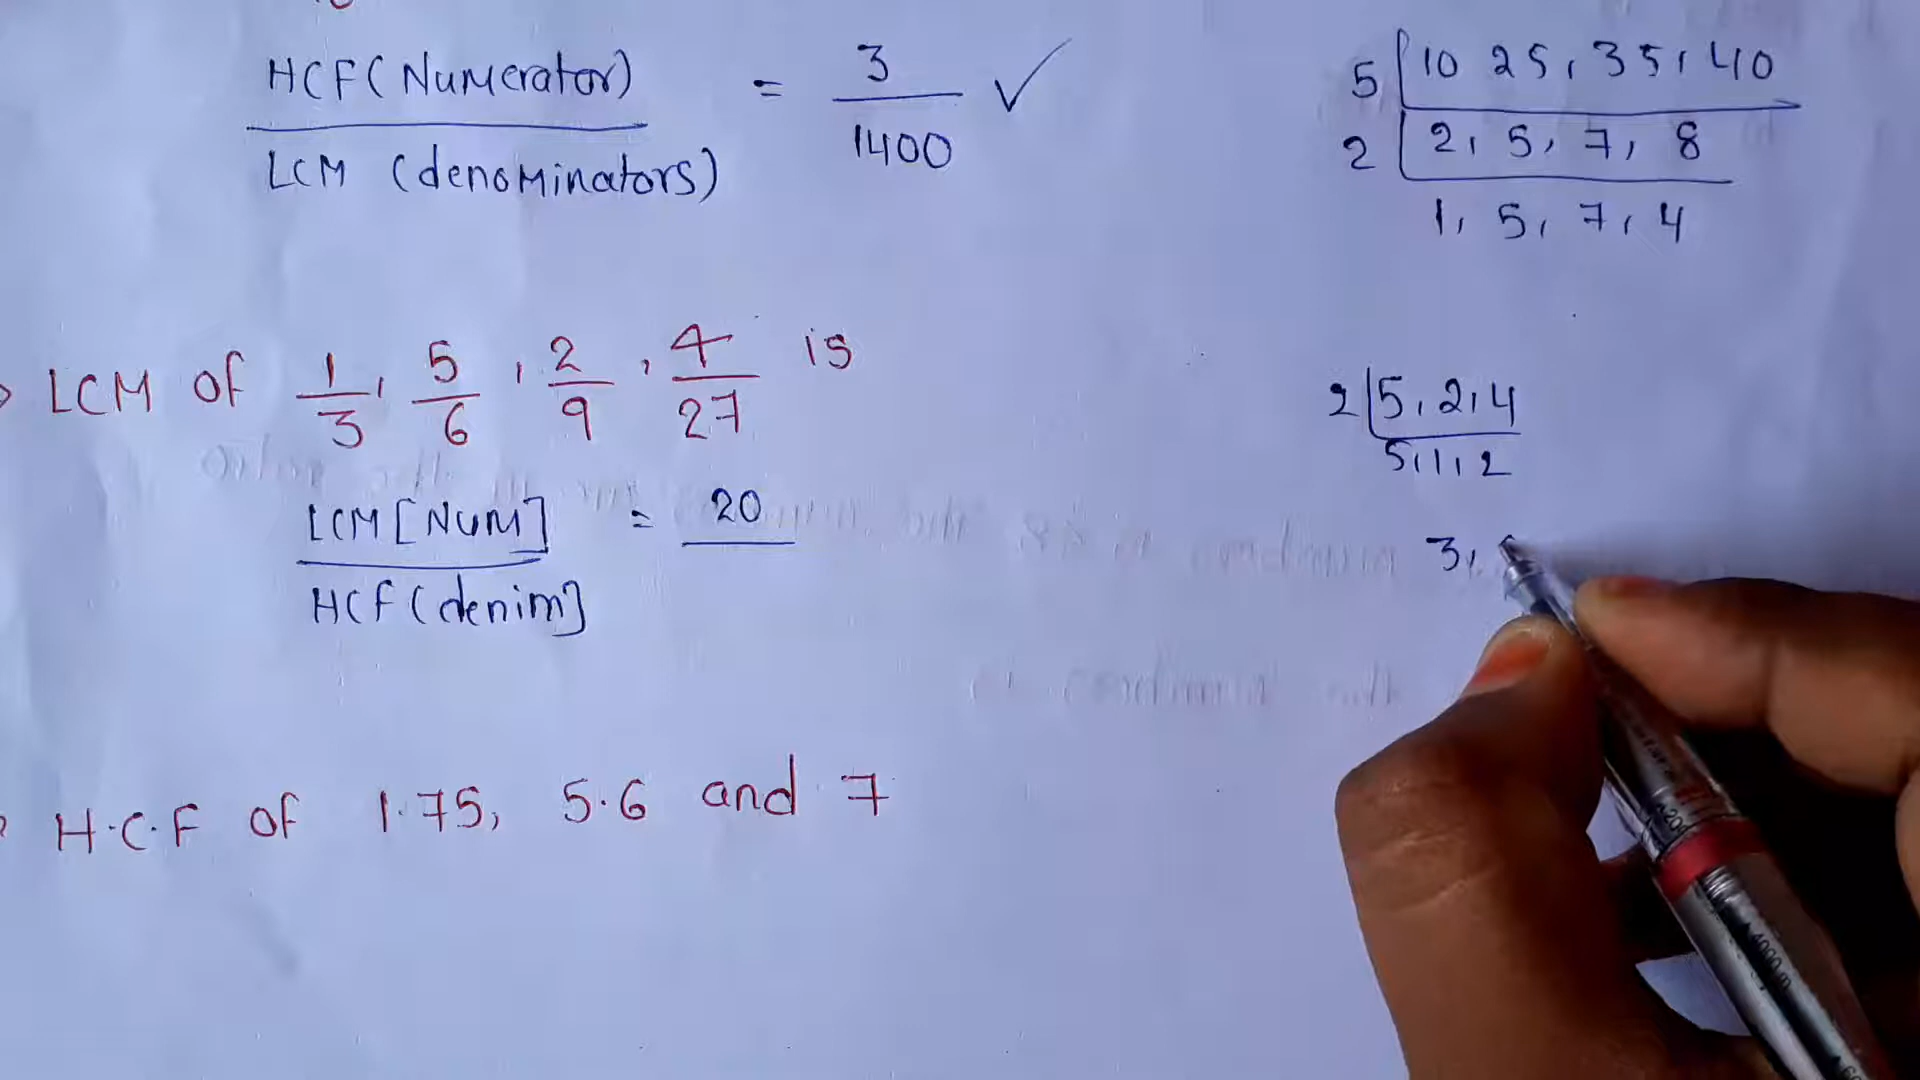 HCF(Numerator) / LCM (denominators) = 3 / 1400 ✓
5 | 10 25, 35, 40
2 | 2, 5, 7, 8
1, 5, 7, 4
LCM of 1/3, 5/6, 2/9, 4/27 is
2 | 5, 2, 4
5, 1, 2
LCM [Num] / HCF (denim] = 20
3,
H.C.F of 1.75, 5.6 and 7